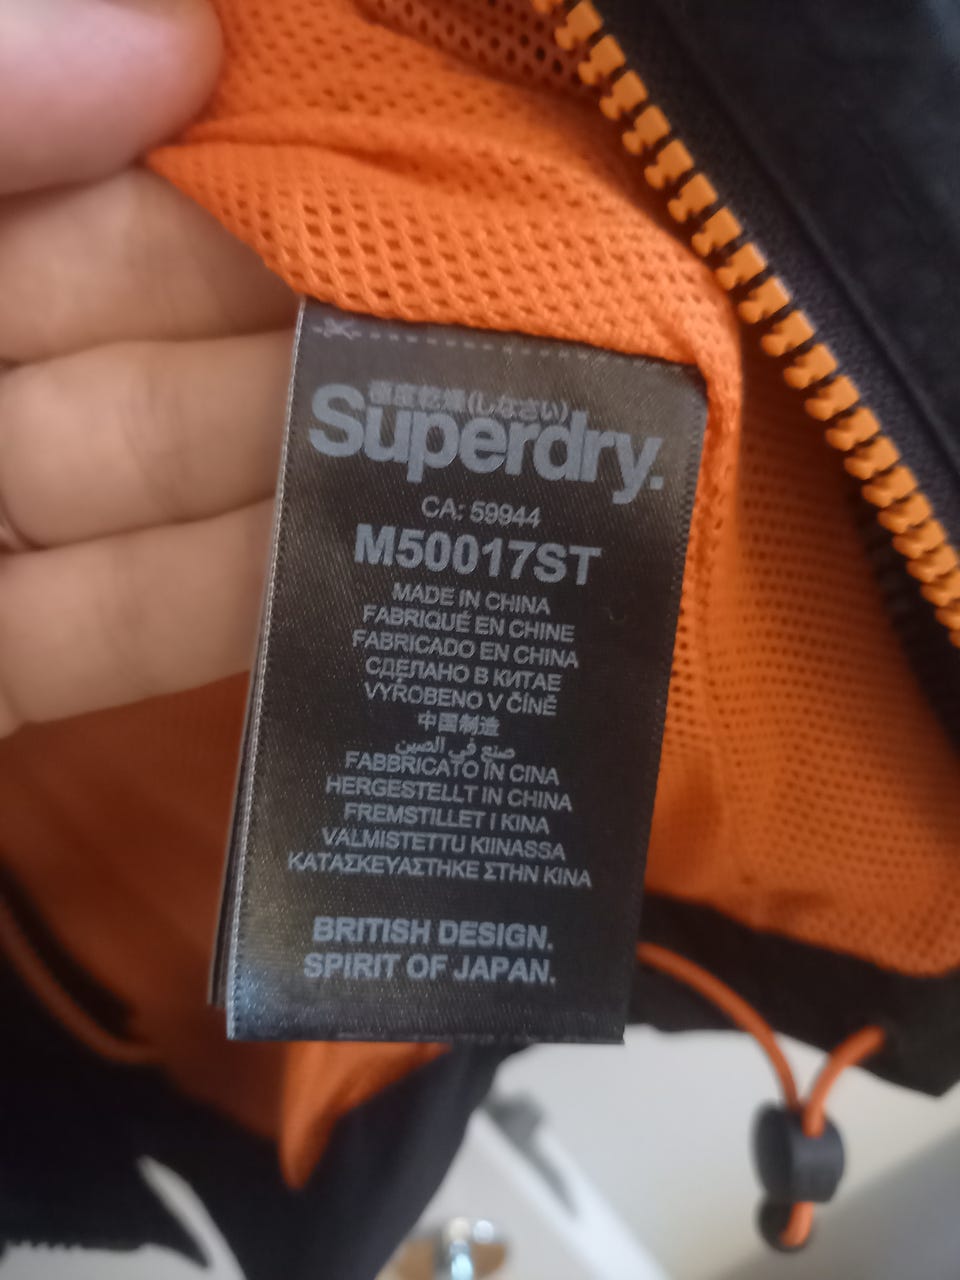 極度乾燥(しなさい)
Superdry.
CA: 59944
M50017ST
MADE IN CHINA
FABRIQUÉ EN CHINE
FABRICADO EN CHINA
СДЕЛАНО В КИТАЕ
VYROBENO V ČÍNĚ
中国制造
صنع في الصين
FABBRICATO IN CINA
HERGESTELLT IN CHINA
FREMSTILLET I KINA
VALMISTETTU KIINASSA
ΚΑΤΑΣΚΕΥΑΣΤΗΚΕ ΣΤΗΝ ΚΙΝΑ
BRITISH DESIGN.
SPIRIT OF JAPAN.